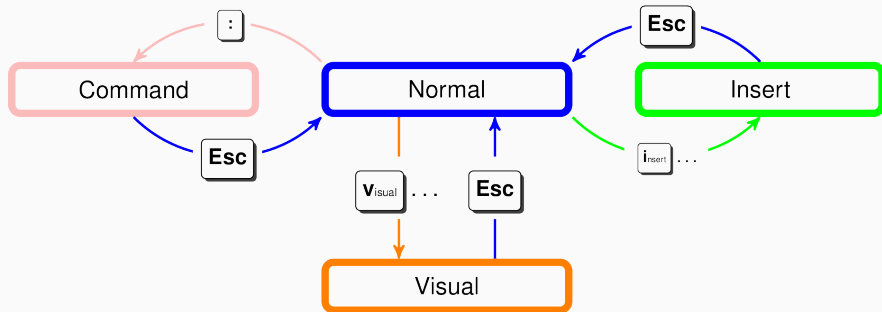 :
Esc
Command
Normal
Insert
Esc
insert ...
visual ...
Esc
Visual